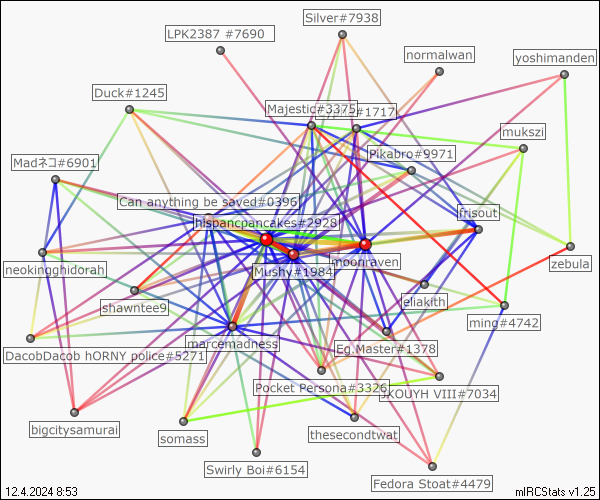 Silver#7938
LPK2387 #7690
normalwan
yoshimanden
Duck#1245
Majestic#3375
#1717
mukszi
Pikabro#9971
Madネコ#6901
Can anything be saved#0396
frisout
hispancpancakes#2928
moonraven
zebula
neokingghidorah
Mushy#1984
shawntee9
eliakith
ming#4742
marcemadness
DacobDacob hORNY police#5271
Eg.Master#1378
Pocket Persona#3326
JXOUYH VIII#7034
bigcitysamurai
somass
thesecondtwat
Swirly Boi#6154
Fedora Stoat#4479
12.4.2024 8:53
mIRCStats v1.25